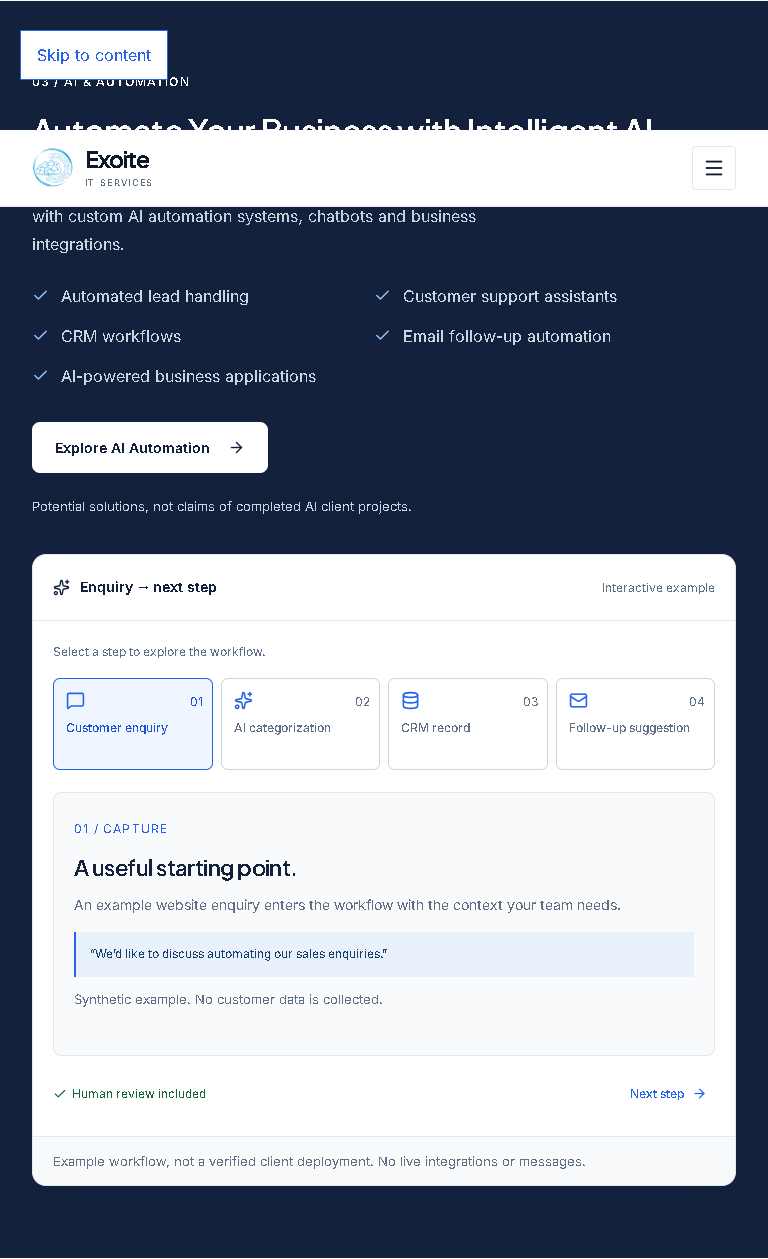 Skip to content
03 / AI & AUTOMATION
Automate Your Business with Intelligent AI
Exoite
IT SERVICES
with custom AI automation systems, chatbots and business
integrations.
Automated lead handling
Customer support assistants
CRM workflows
Email follow-up automation
AI-powered business applications
Explore AI Automation →
Potential solutions, not claims of completed AI client projects.
Enquiry → next step
Interactive example
Select a step to explore the workflow.
01
Customer enquiry
02
AI categorization
03
CRM record
04
Follow-up suggestion
01 / CAPTURE
A useful starting point.
An example website enquiry enters the workflow with the context your team needs.
“We’d like to discuss automating our sales enquiries.”
Synthetic example. No customer data is collected.
Human review included
Next step →
Example workflow, not a verified client deployment. No live integrations or messages.